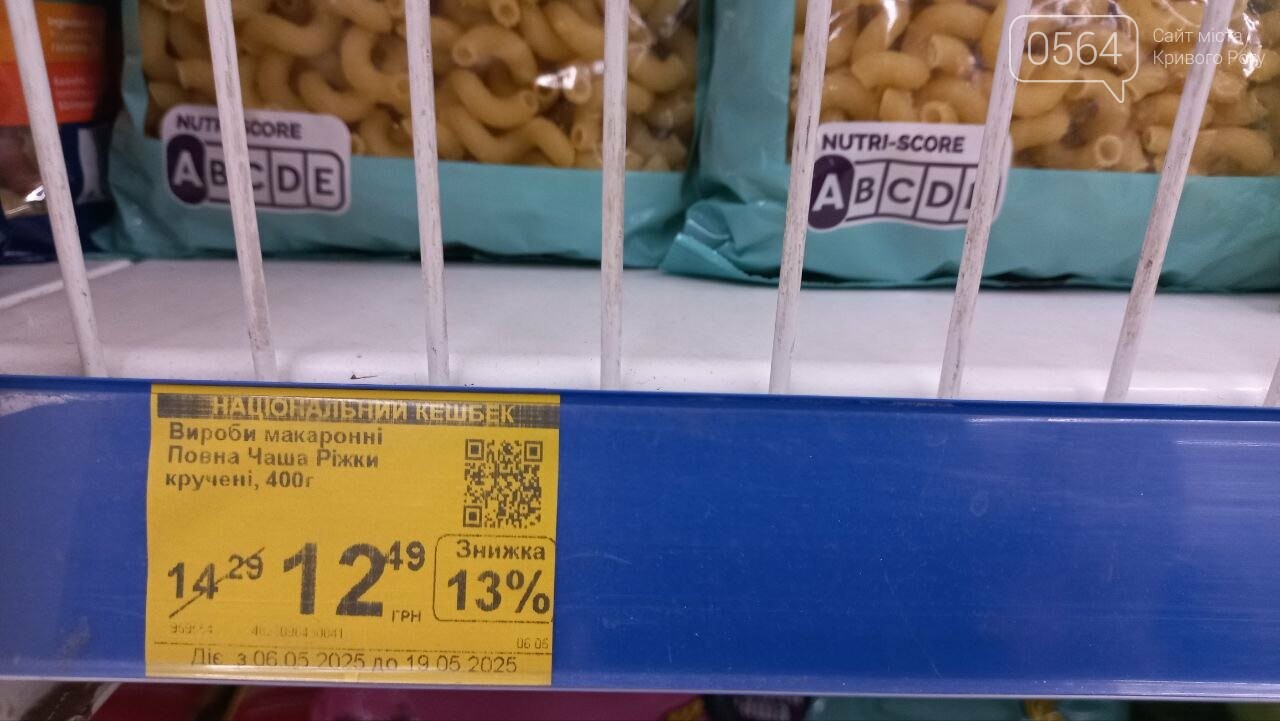 0564
Сайт міста
Кривого Рогу
NUTRI-SCORE
ABCDE
NUTRI-SCORE
ABCD
НАЦІОНАЛЬНИЙ КЕШБЕК
Вироби макаронні
Повна Чаша Ріжки
кручені, 400г
14 29
12 49
ГРН
Знижка
13%
06 05
Діє з 06.05.2025 до 19.05.2025